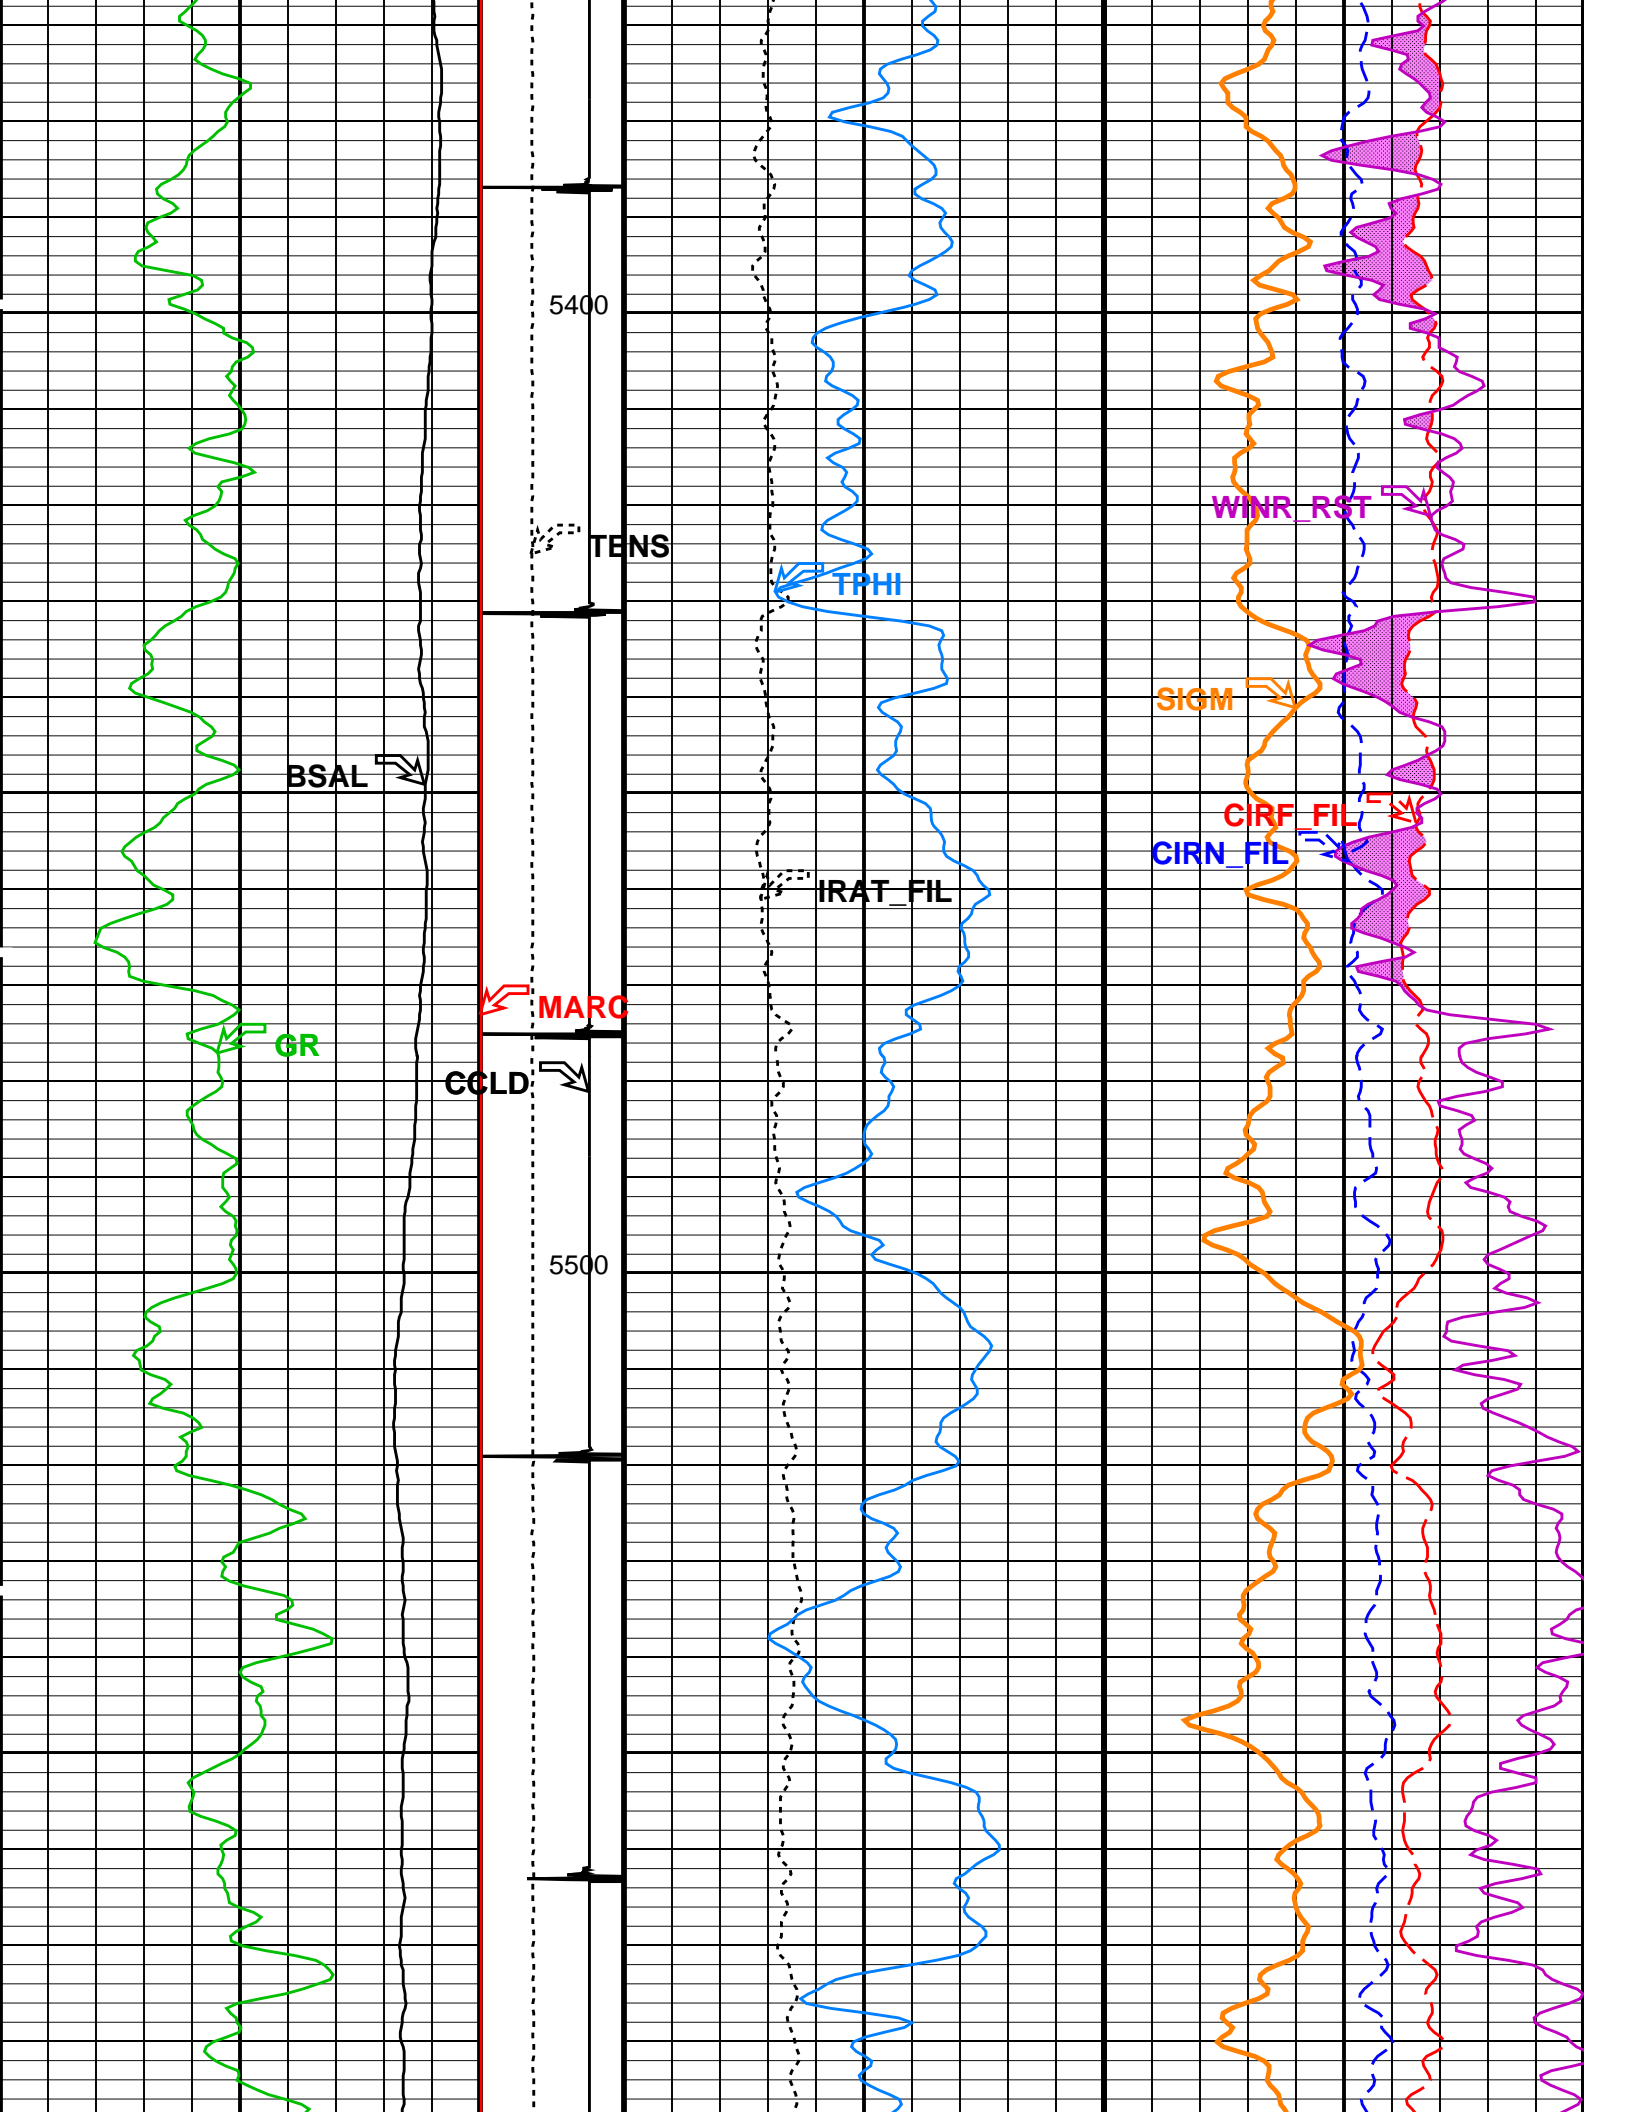 5400
WINR_RST
TENS
TPHI
SIGM
BSAL
CIRF_FIL
CIRN_FIL
IRAT_FIL
MARC
GR
CCLD
5500